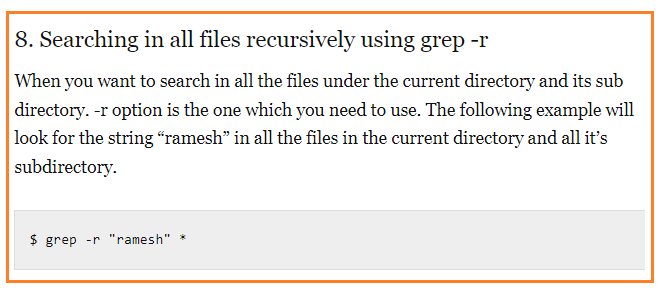 8. Searching in all files recursively using grep -r
When you want to search in all the files under the current directory and its sub
directory. -r option is the one which you need to use. The following example will
look for the string “ramesh” in all the files in the current directory and all it’s
subdirectory.
$ grep -r "ramesh" *